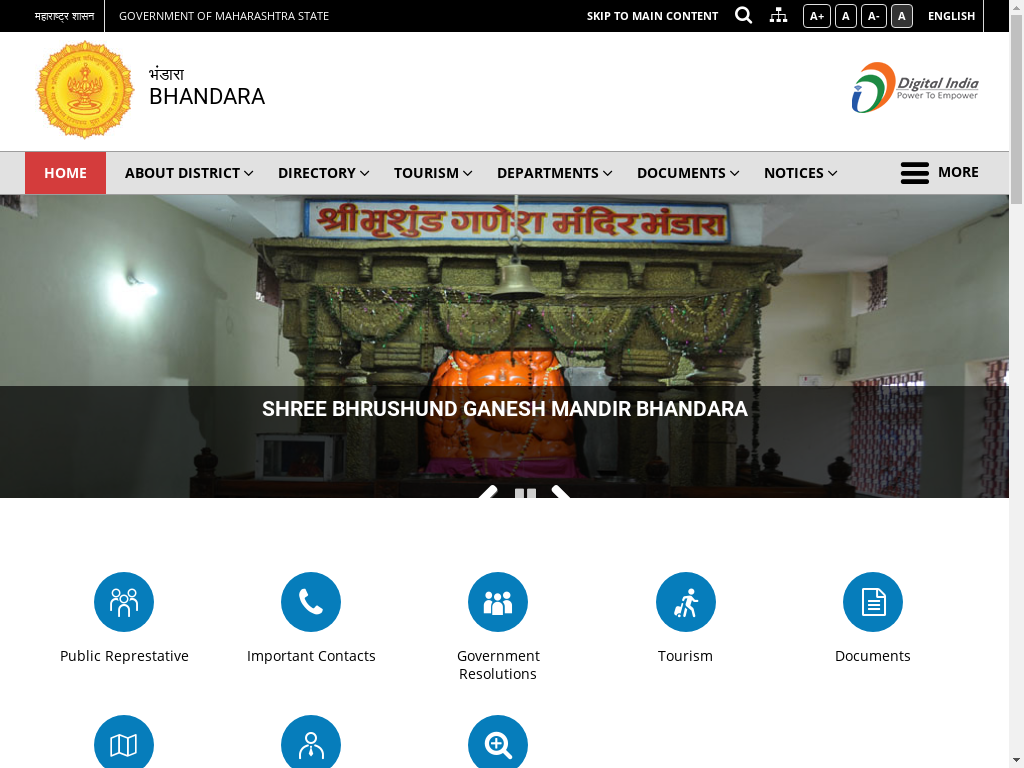 महाराष्ट्र शासन
GOVERNMENT OF MAHARASHTRA STATE
SKIP TO MAIN CONTENT
A+
A
A-
A
ENGLISH
भंडारा
BHANDARA
Digital India
Power To Empower
HOME
ABOUT DISTRICT
DIRECTORY
TOURISM
DEPARTMENTS
DOCUMENTS
NOTICES
MORE
श्री मृशुंड गणेश मंदिर भंडारा
SHREE BHRUSHUND GANESH MANDIR BHANDARA
Public Represtative
Important Contacts
Government
Resolutions
Tourism
Documents